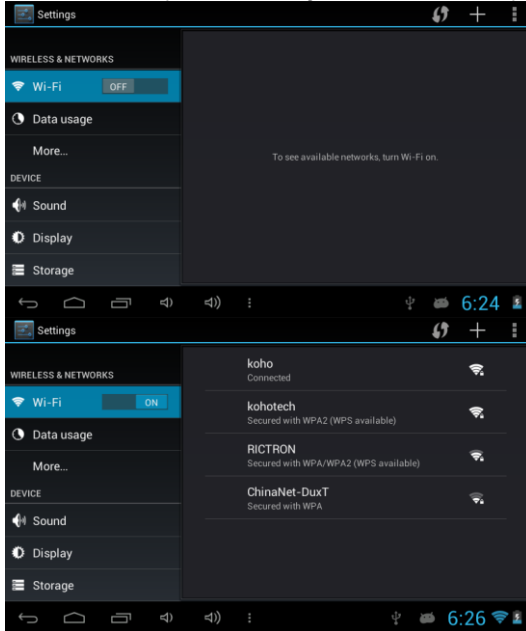 Settings
WIRELESS & NETWORKS
Wi-Fi OFF
Data usage
More...
To see available networks, turn Wi-Fi on.
DEVICE
Sound
Display
Storage
6:24
Settings
WIRELESS & NETWORKS
Wi-Fi ON
Data usage
More...
DEVICE
Sound
Display
Storage
koho
Connected
kohotech
Secured with WPA2 (WPS available)
RICTRON
Secured with WPA/WPA2 (WPS available)
ChinaNet-DuxT
Secured with WPA
6:26